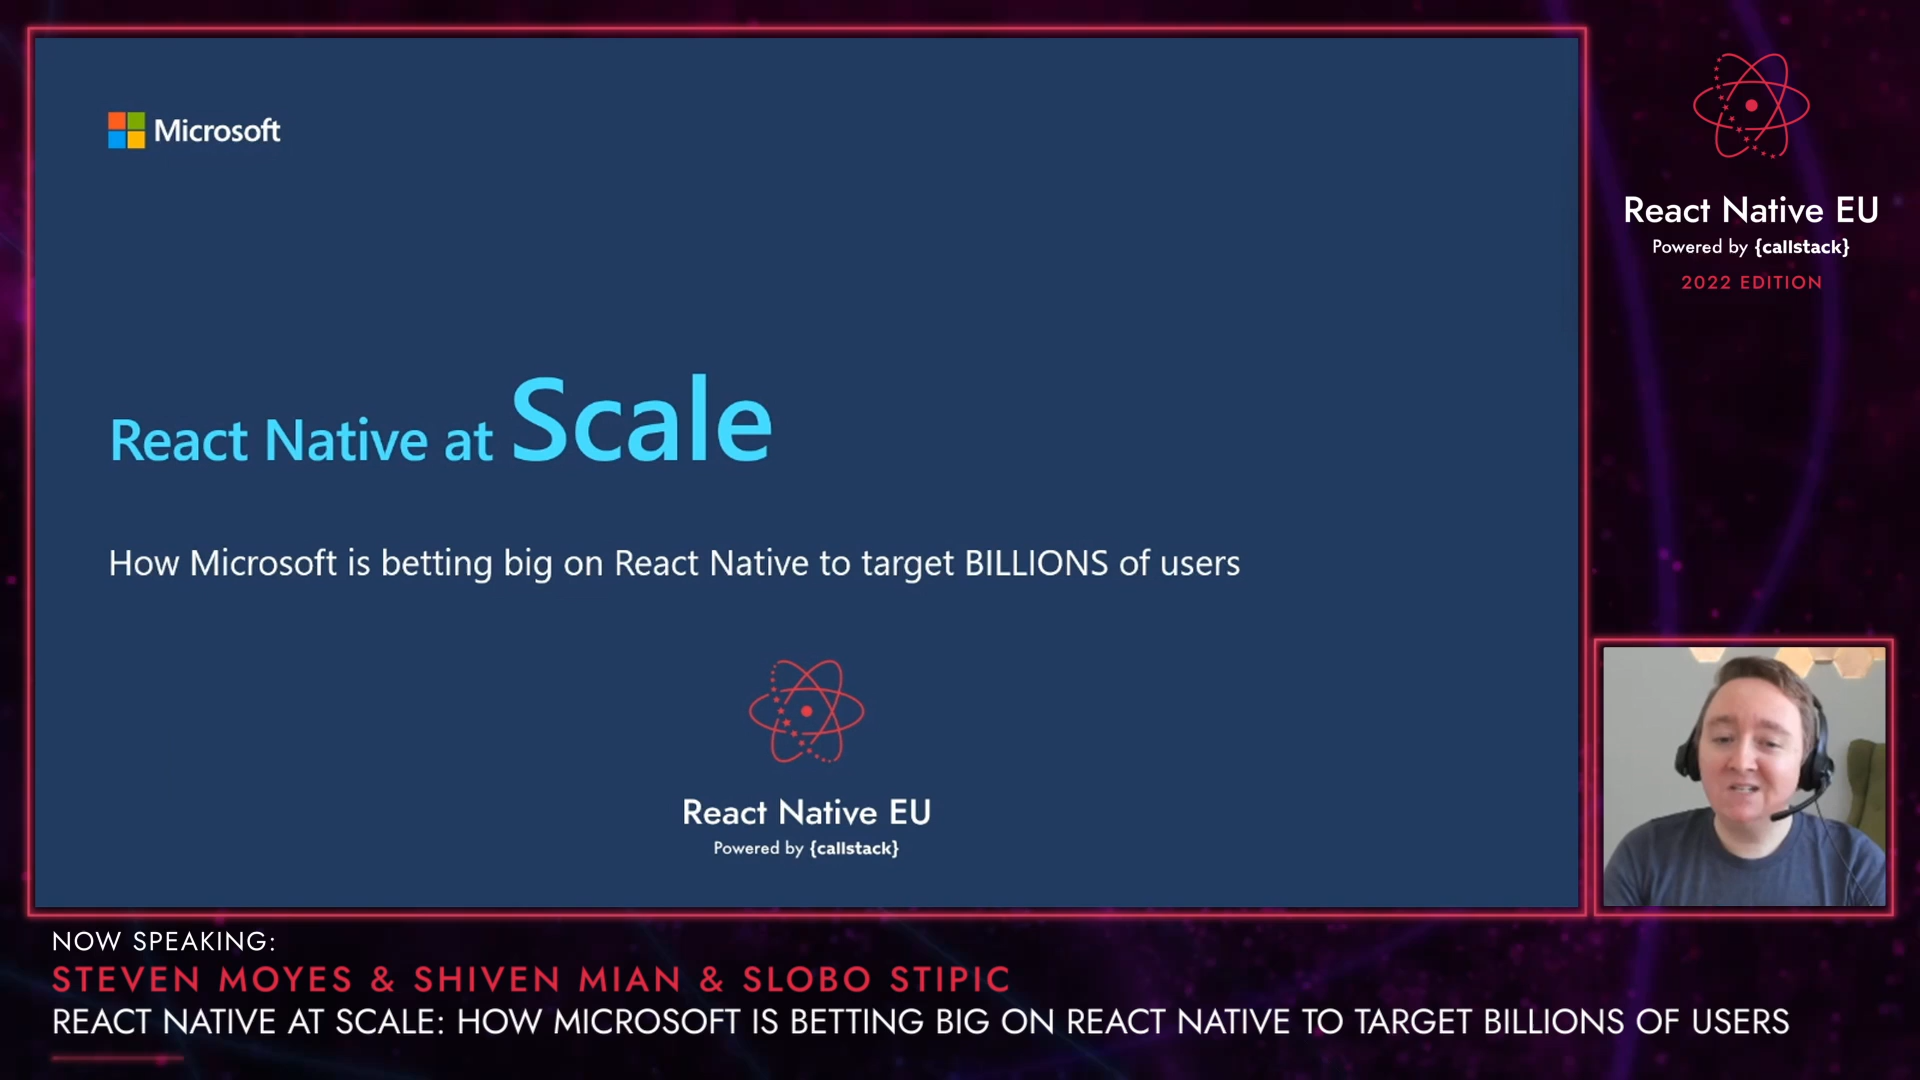 Microsoft
React Native at Scale
How Microsoft is betting big on React Native to target BILLIONS of users
React Native EU
Powered by {callstack}
React Native EU
Powered by {callstack}
2022 EDITION
NOW SPEAKING:
STEVEN MOYES & SHIVEN MIAN & SLOBO STIPIC
REACT NATIVE AT SCALE: HOW MICROSOFT IS BETTING BIG ON REACT NATIVE TO TARGET BILLIONS OF USERS